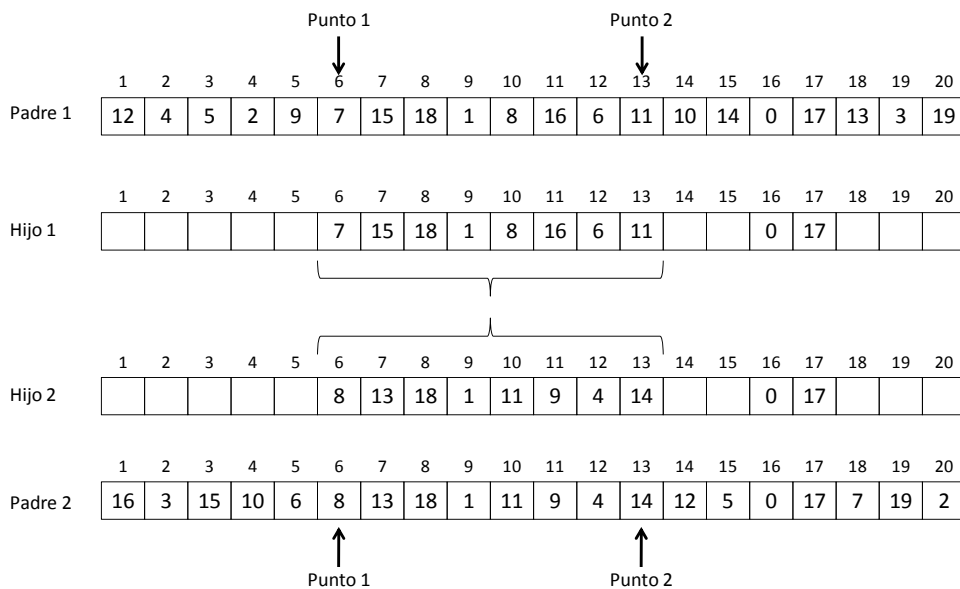 Punto 1 Punto 2
1 2 3 4 5 6 7 8 9 10 11 12 13 14 15 16 17 18 19 20
Padre 1 12 4 5 2 9 7 15 18 1 8 16 6 11 10 14 0 17 13 3 19
1 2 3 4 5 6 7 8 9 10 11 12 13 14 15 16 17 18 19 20
Hijo 1 7 15 18 1 8 16 6 11 0 17
1 2 3 4 5 6 7 8 9 10 11 12 13 14 15 16 17 18 19 20
Hijo 2 8 13 18 1 11 9 4 14 0 17
1 2 3 4 5 6 7 8 9 10 11 12 13 14 15 16 17 18 19 20
Padre 2 16 3 15 10 6 8 13 18 1 11 9 4 14 12 5 0 17 7 19 2
Punto 1 Punto 2